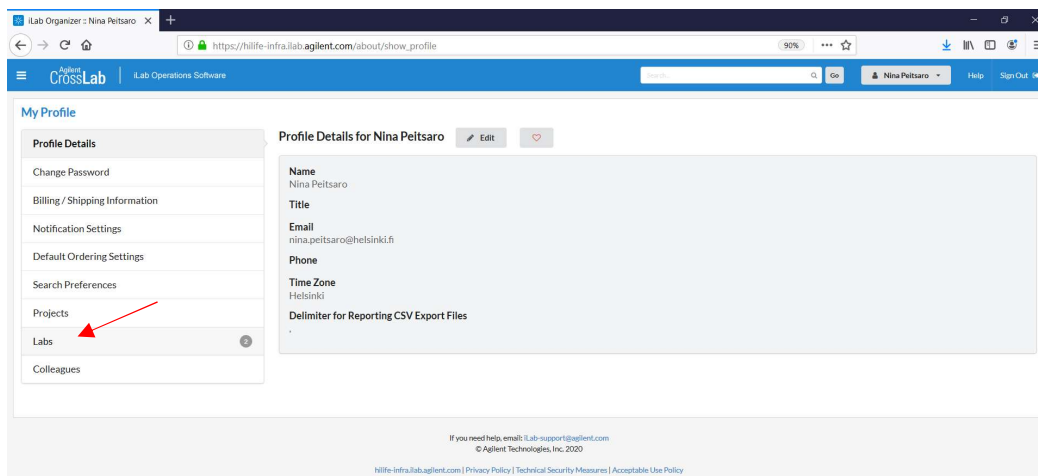 iLab Organizer :: Nina Peitsaro
https://hilife-infra.ilab.agilent.com/about/show_profile
90%
Agilent
CrossLab
iLab Operations Software
Search...
Go
Nina Peitsaro
Help
Sign Out
My Profile
Profile Details
Change Password
Billing / Shipping Information
Notification Settings
Default Ordering Settings
Search Preferences
Projects
Labs
2
Colleagues
Profile Details for Nina Peitsaro
Edit
Name
Nina Peitsaro
Title
Email
nina.peitsaro@helsinki.fi
Phone
Time Zone
Helsinki
Delimiter for Reporting CSV Export Files
If you need help, email: iLab-support@agilent.com
© Agilent Technologies, Inc. 2020
hilife-infra.ilab.agilent.com | Privacy Policy | Technical Security Measures | Acceptable Use Policy